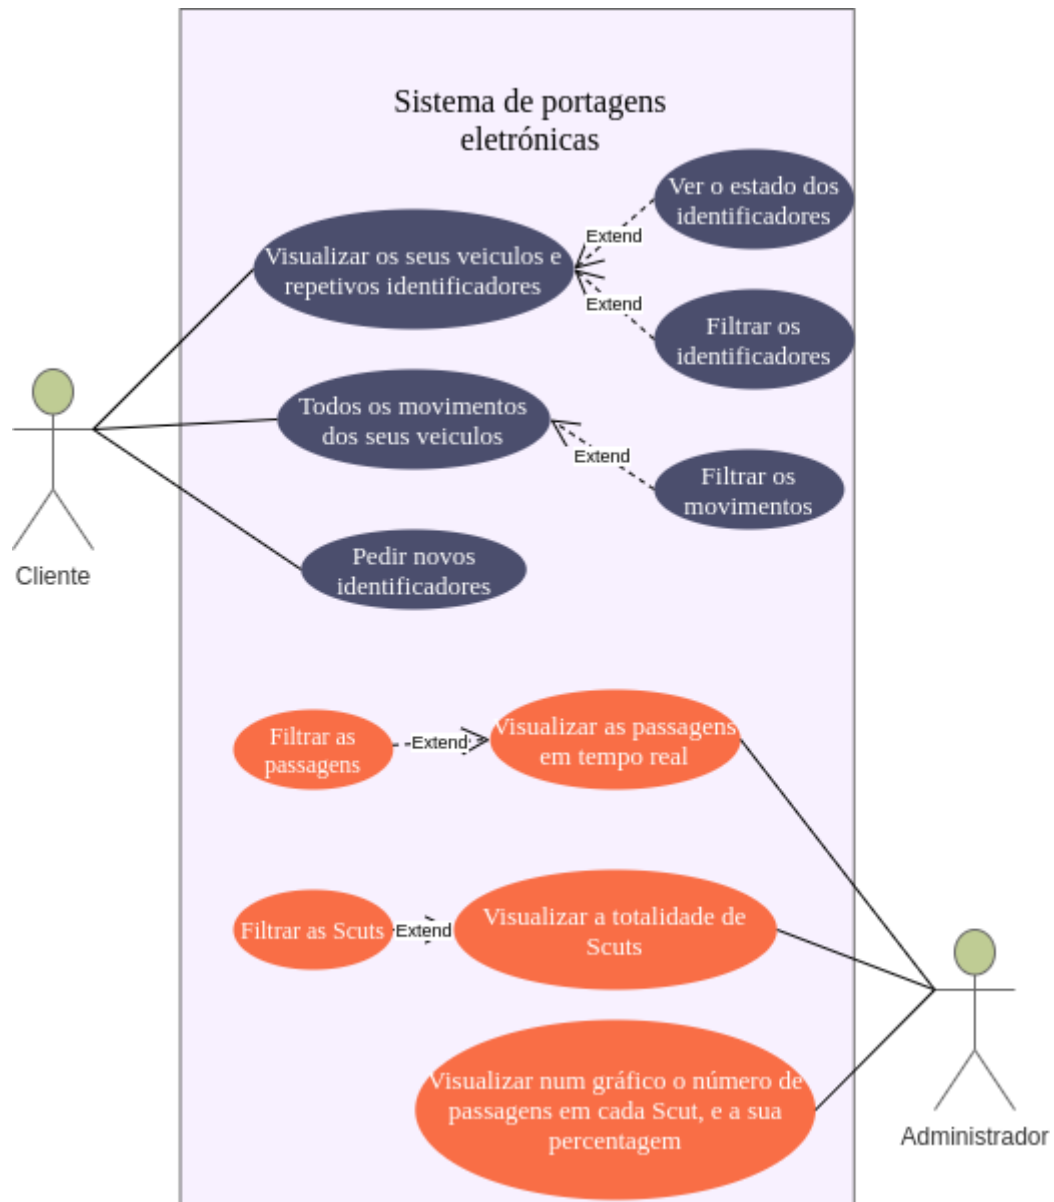 Sistema de portagens
eletrónicas
Ver o estado dos
identificadores
Extend
Visualizar os seus veiculos e
repetivos identificadores
Extend
Filtrar os
identificadores
Todos os movimentos
dos seus veiculos
Extend
Filtrar os
movimentos
Pedir novos
identificadores
Cliente
Filtrar as
passagens
Extend
Visualizar as passagens
em tempo real
Filtrar as Scuts
Extend
Visualizar a totalidade de
Scuts
Visualizar num gráfico o número de
passagens em cada Scut, e a sua
percentagem
Administrador